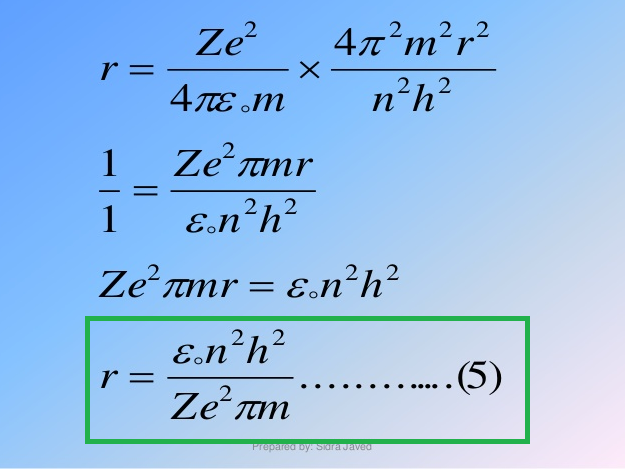 r = Ze²/4πε∘m × 4π²m²r²/n²h²
1/1 = Ze²πmr/ε∘n²h²
Ze²πmr = ε∘n²h²
r = ε∘n²h²/Ze²πm ............(5)
Prepared by: Sidra Javed